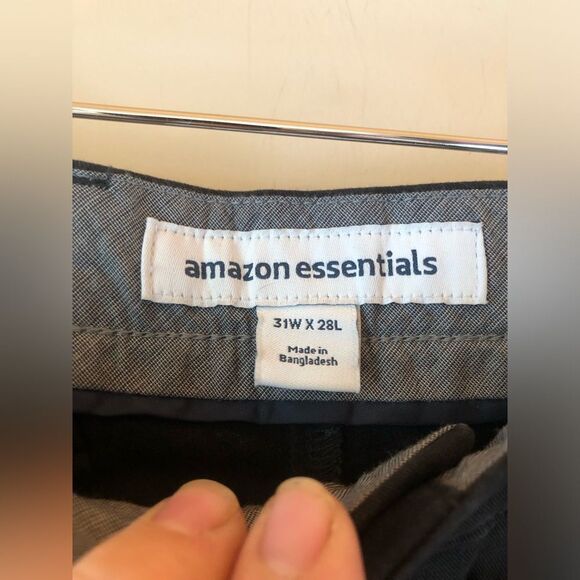 amazon essentials
31W X 28L
Made in
Bangladesh